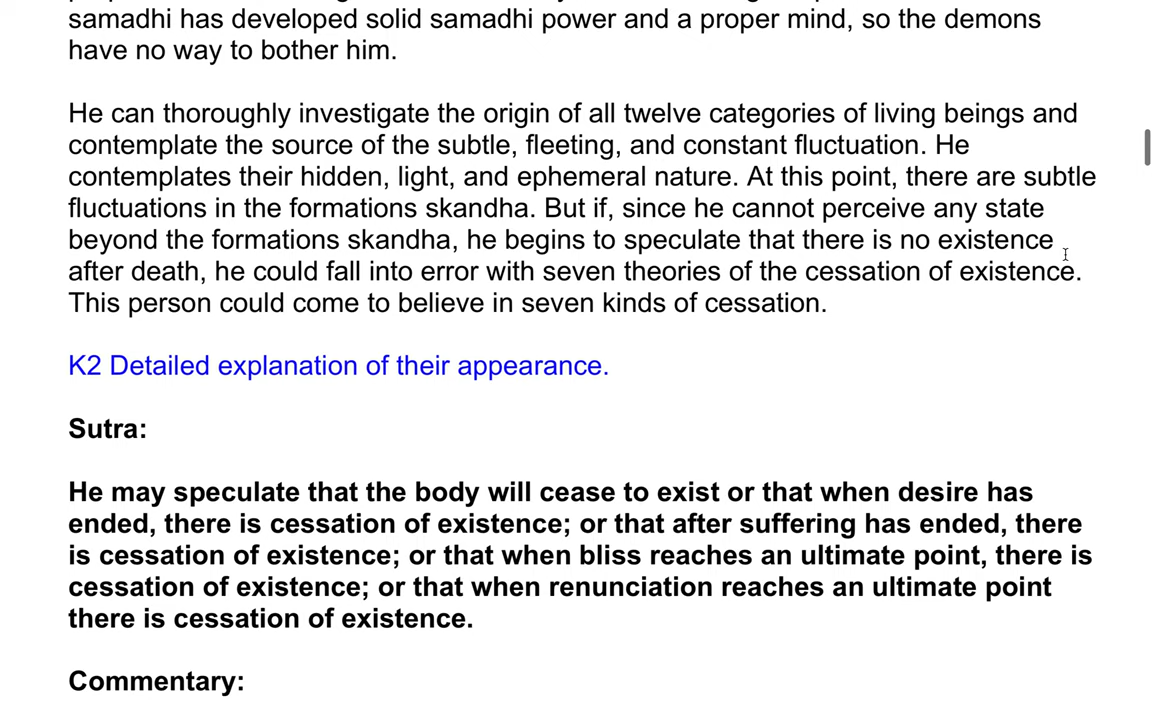 samadhi has developed solid samadhi power and a proper mind, so the demons
have no way to bother him.
He can thoroughly investigate the origin of all twelve categories of living beings and
contemplate the source of the subtle, fleeting, and constant fluctuation. He
contemplates their hidden, light, and ephemeral nature. At this point, there are subtle
fluctuations in the formations skandha. But if, since he cannot perceive any state
beyond the formations skandha, he begins to speculate that there is no existence
after death, he could fall into error with seven theories of the cessation of existence.
This person could come to believe in seven kinds of cessation.
K2 Detailed explanation of their appearance.
Sutra:
He may speculate that the body will cease to exist or that when desire has
ended, there is cessation of existence; or that after suffering has ended, there
is cessation of existence; or that when bliss reaches an ultimate point, there is
cessation of existence; or that when renunciation reaches an ultimate point
there is cessation of existence.
Commentary: